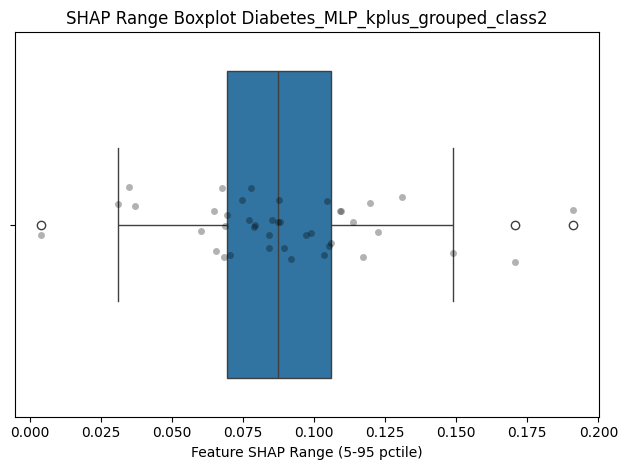 SHAP Range Boxplot Diabetes_MLP_kplus_grouped_class2
0.000 0.025 0.050 0.075 0.100 0.125 0.150 0.175 0.200
Feature SHAP Range (5-95 pctile)